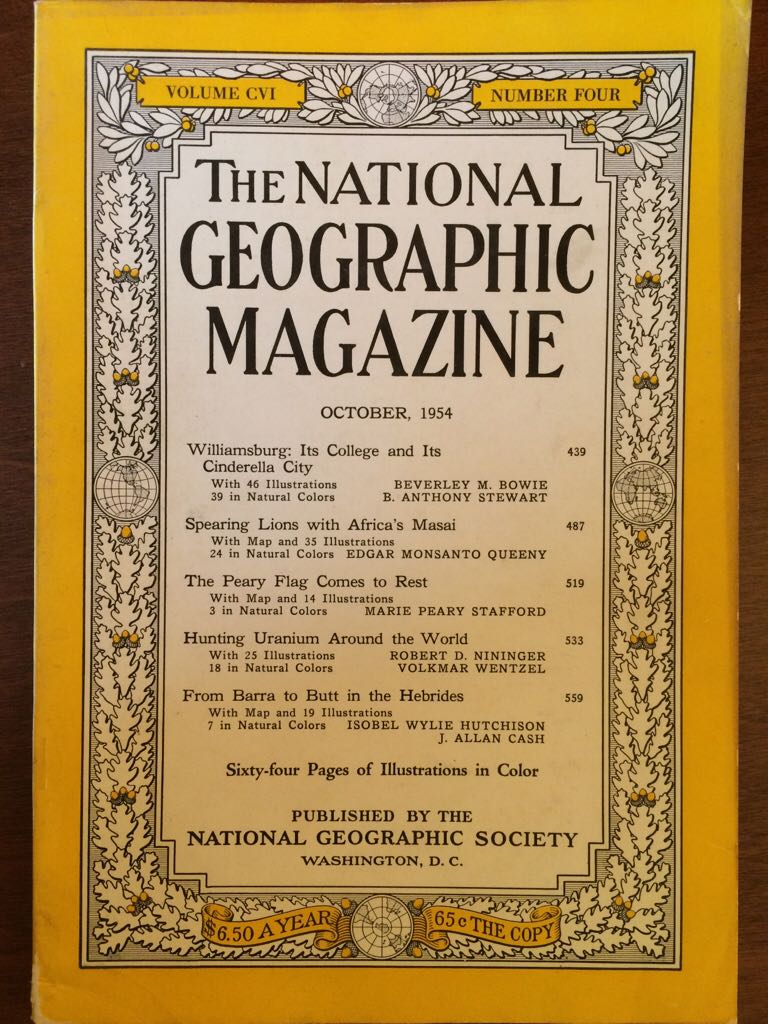 VOLUME CVI
NUMBER FOUR
THE NATIONAL
GEOGRAPHIC
MAGAZINE
OCTOBER, 1954
Williamsburg: Its College and Its 439
Cinderella City
With 46 Illustrations BEVERLEY M. BOWIE
39 in Natural Colors B. ANTHONY STEWART
Spearing Lions with Africa's Masai 487
With Map and 35 Illustrations
24 in Natural Colors EDGAR MONSANTO QUEENY
The Peary Flag Comes to Rest 519
With Map and 14 Illustrations
3 in Natural Colors MARIE PEARY STAFFORD
Hunting Uranium Around the World 533
With 25 Illustrations ROBERT D. NININGER
18 in Natural Colors VOLKMAR WENTZEL
From Barra to Butt in the Hebrides 559
With Map and 19 Illustrations
7 in Natural Colors ISOBEL WYLIE HUTCHISON
J. ALLAN CASH
Sixty-four Pages of Illustrations in Color
PUBLISHED BY THE
NATIONAL GEOGRAPHIC SOCIETY
WASHINGTON, D. C.
$6.50 A YEAR
65c THE COPY